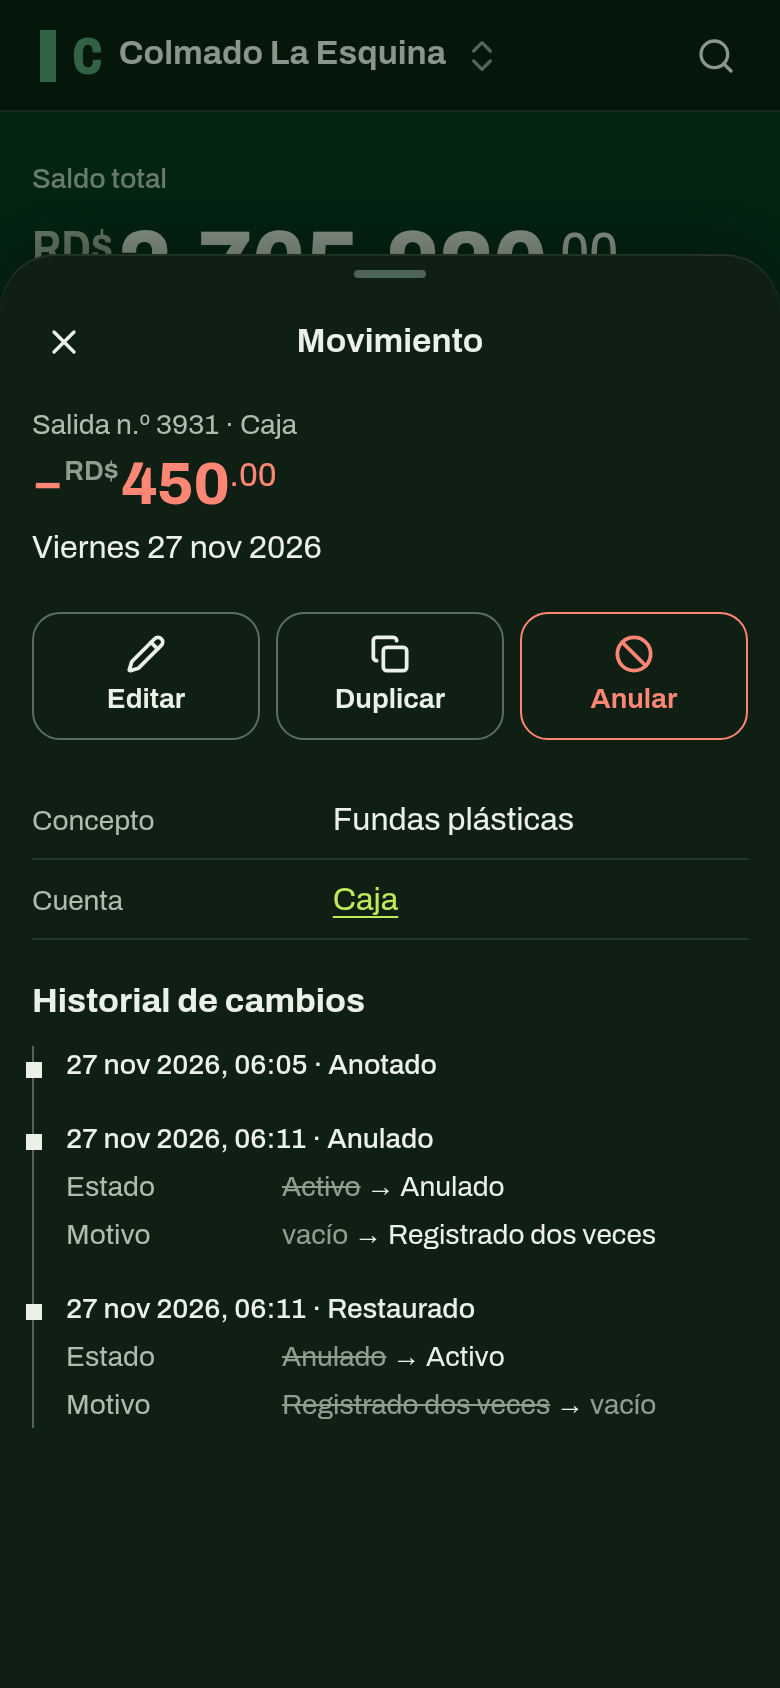 C Colmado La Esquina
Saldo total
RD$ .00
Movimiento
Salida n.º 3931 · Caja
−RD$450.00
Viernes 27 nov 2026
Editar Duplicar Anular
Concepto Fundas plásticas
Cuenta Caja
Historial de cambios
27 nov 2026, 06:05 · Anotado
27 nov 2026, 06:11 · Anulado
Estado Activo → Anulado
Motivo vacío → Registrado dos veces
27 nov 2026, 06:11 · Restaurado
Estado Anulado → Activo
Motivo Registrado dos veces → vacío